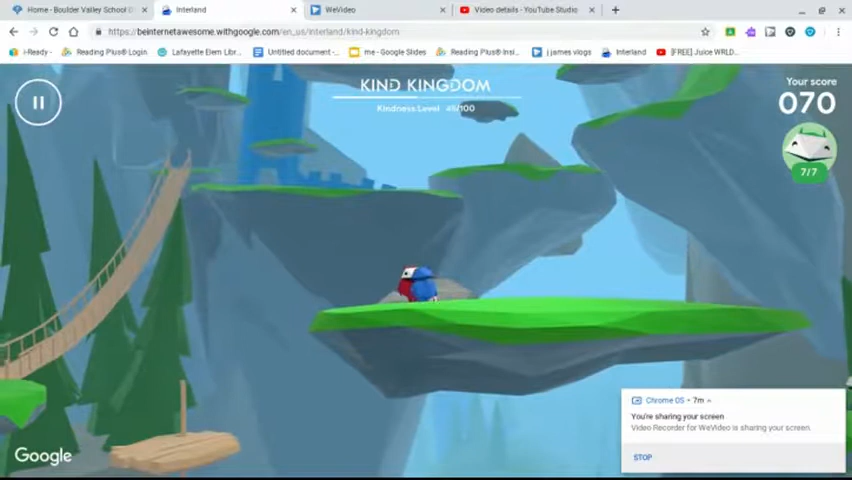 Home - Boulder Valley School D
Interland
WeVideo
Video details - YouTube Studio
https://beinternetawesome.withgoogle.com/en_us/interland/kind-kingdom
i-Ready -
Reading Plus® Login
Lafayette Elem Libr...
Untitled document -...
me - Google Slides
Reading Plus® Insi...
j james vlogs
Interland
[FREE] Juice WRLD...
KIND KINGDOM
Kindness Level
/100
Your score
070
7/7
Chrome OS • 7m
You're sharing your screen
Video Recorder for WeVideo is sharing your screen.
STOP
Google